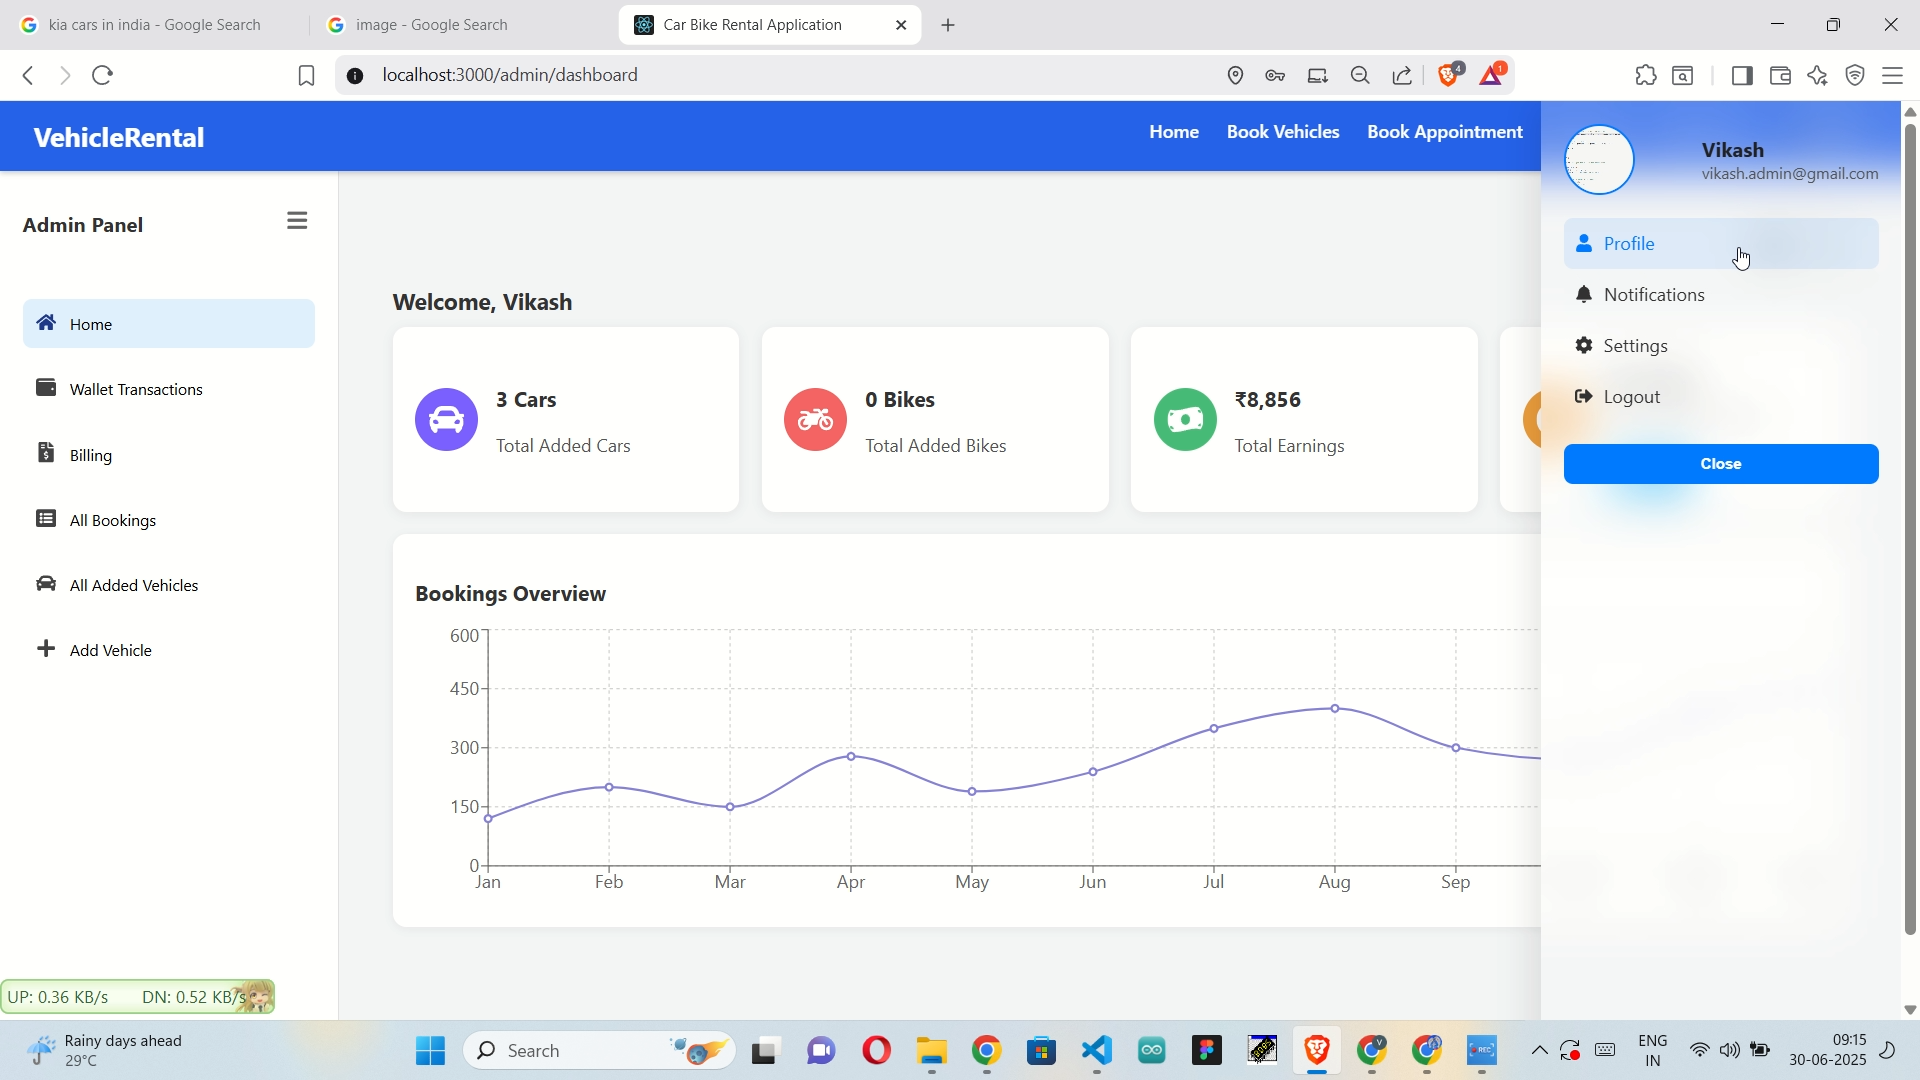 kia cars in india - Google Search
image - Google Search
Car Bike Rental Application
localhost:3000/admin/dashboard
4
1
VehicleRental
Home
Book Vehicles
Book Appointment
Vikash
vikash.admin@gmail.com
Profile
Notifications
Settings
Logout
Close
Admin Panel
Home
Wallet Transactions
Billing
All Bookings
All Added Vehicles
Add Vehicle
Welcome, Vikash
3 Cars
Total Added Cars
0 Bikes
Total Added Bikes
₹8,856
Total Earnings
Bookings Overview
600
450
300
150
0
Jan Feb Mar Apr May Jun Jul Aug Sep
UP: 0.36 KB/s DN: 0.52 KB/s
Rainy days ahead
29°C
Search
V
REC
ENG
IN
09:15
30-06-2025